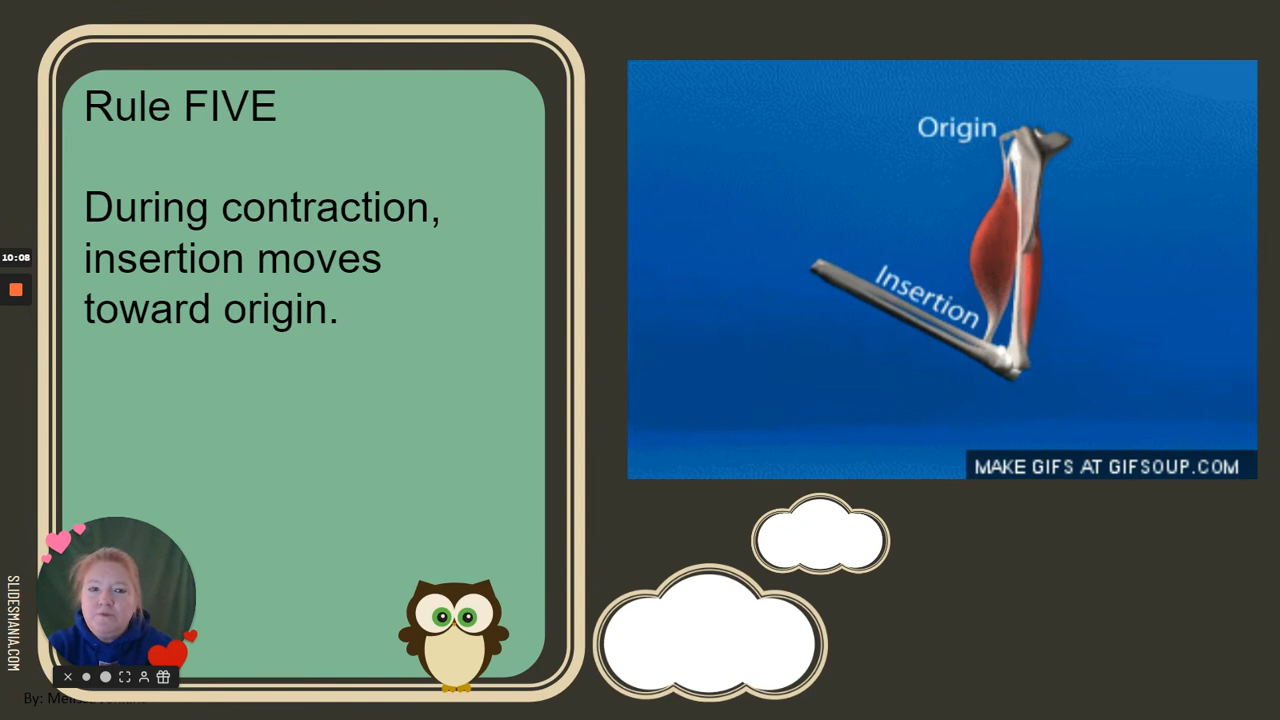 Rule FIVE
During contraction,
insertion moves
toward origin.
Origin
Insertion
MAKE GIFS AT GIFSOUP.COM
10:08
SLIDESMANIA.COM
By: